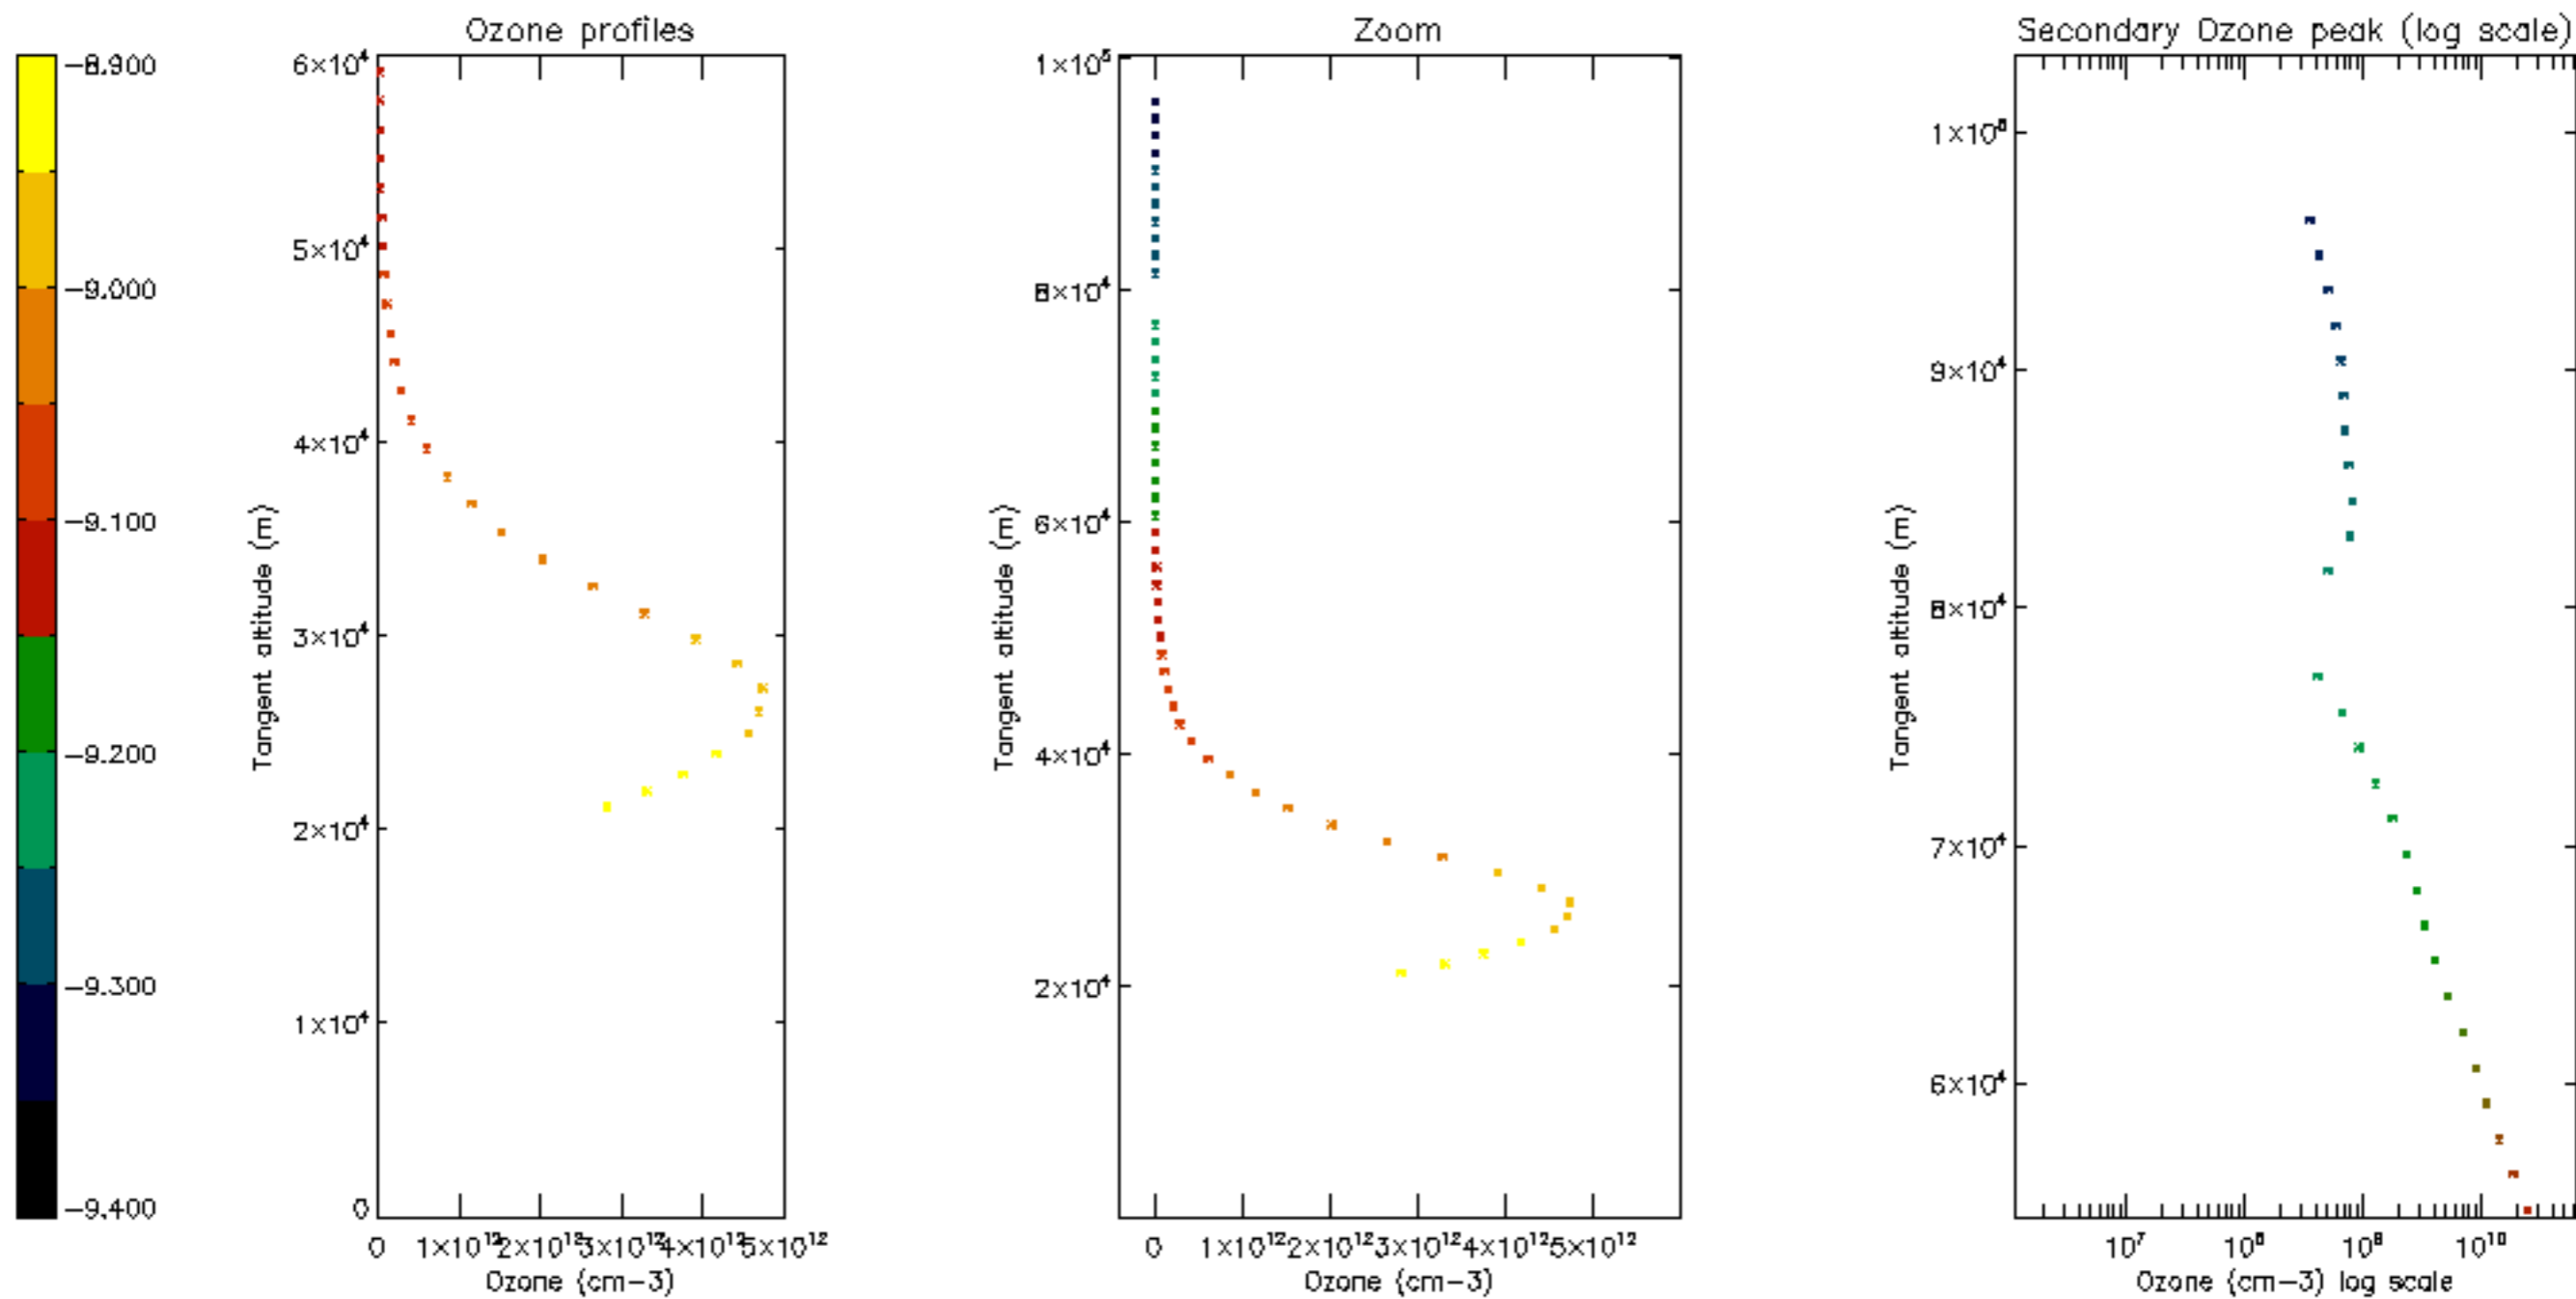 Ozone profiles
Zoom
Secondary Ozone peak (log scale)
−8.900
−9.000
−9.100
−9.200
−9.300
−9.400
6×10⁴
5×10⁴
4×10⁴
3×10⁴
2×10⁴
1×10⁴
0
Tangent altitude (m)
0 1×10¹² 2×10¹² 3×10¹² 4×10¹² 5×10¹²
Ozone (cm−3)
1×10⁵
8×10⁴
6×10⁴
4×10⁴
2×10⁴
Tangent altitude (m)
0 1×10¹² 2×10¹² 3×10¹² 4×10¹² 5×10¹²
Ozone (cm−3)
1×10⁵
9×10⁴
8×10⁴
7×10⁴
6×10⁴
Tangent altitude (m)
10⁷ 10⁸ 10⁹ 10¹⁰
Ozone (cm−3) log scale